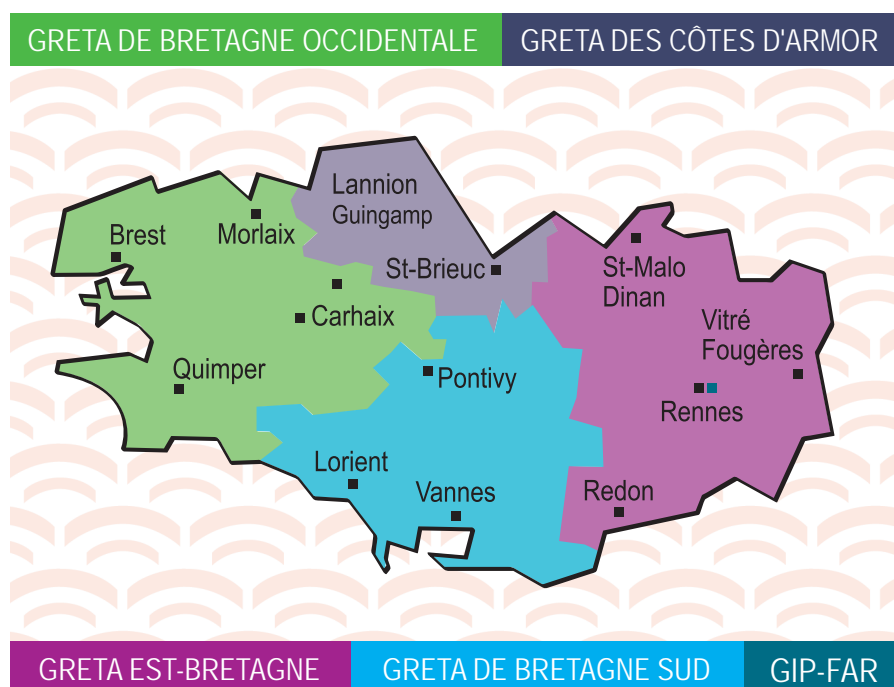 GRETA DE BRETAGNE OCCIDENTALE
GRETA DES CÔTES D'ARMOR
Lannion
Guingamp
Brest
Morlaix
St-Brieuc
St-Malo
Dinan
Carhaix
Vitré
Fougères
Quimper
Pontivy
Rennes
Lorient
Vannes
Redon
GRETA EST-BRETAGNE
GRETA DE BRETAGNE SUD
GIP-FAR